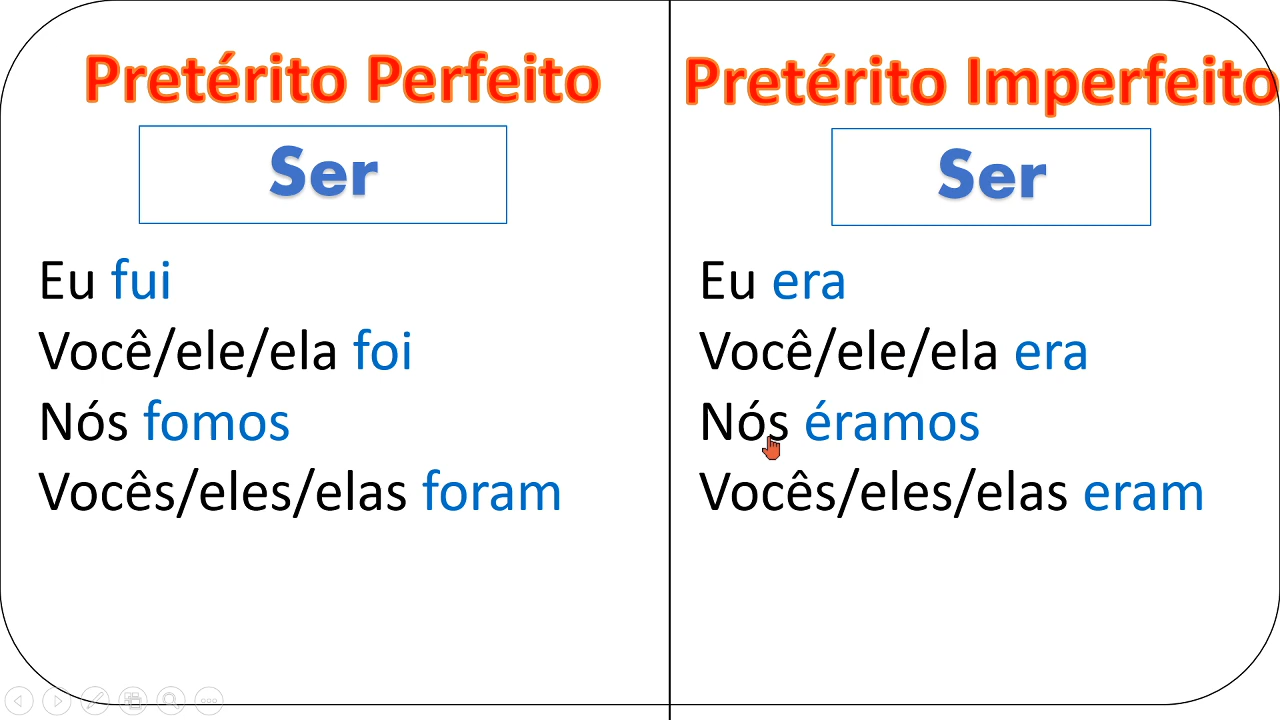 Pretérito Perfeito
Ser
Eu fui
Você/ele/ela foi
Nós fomos
Vocês/eles/elas foram
Pretérito Imperfeito
Ser
Eu era
Você/ele/ela era
Nós éramos
Vocês/eles/elas eram